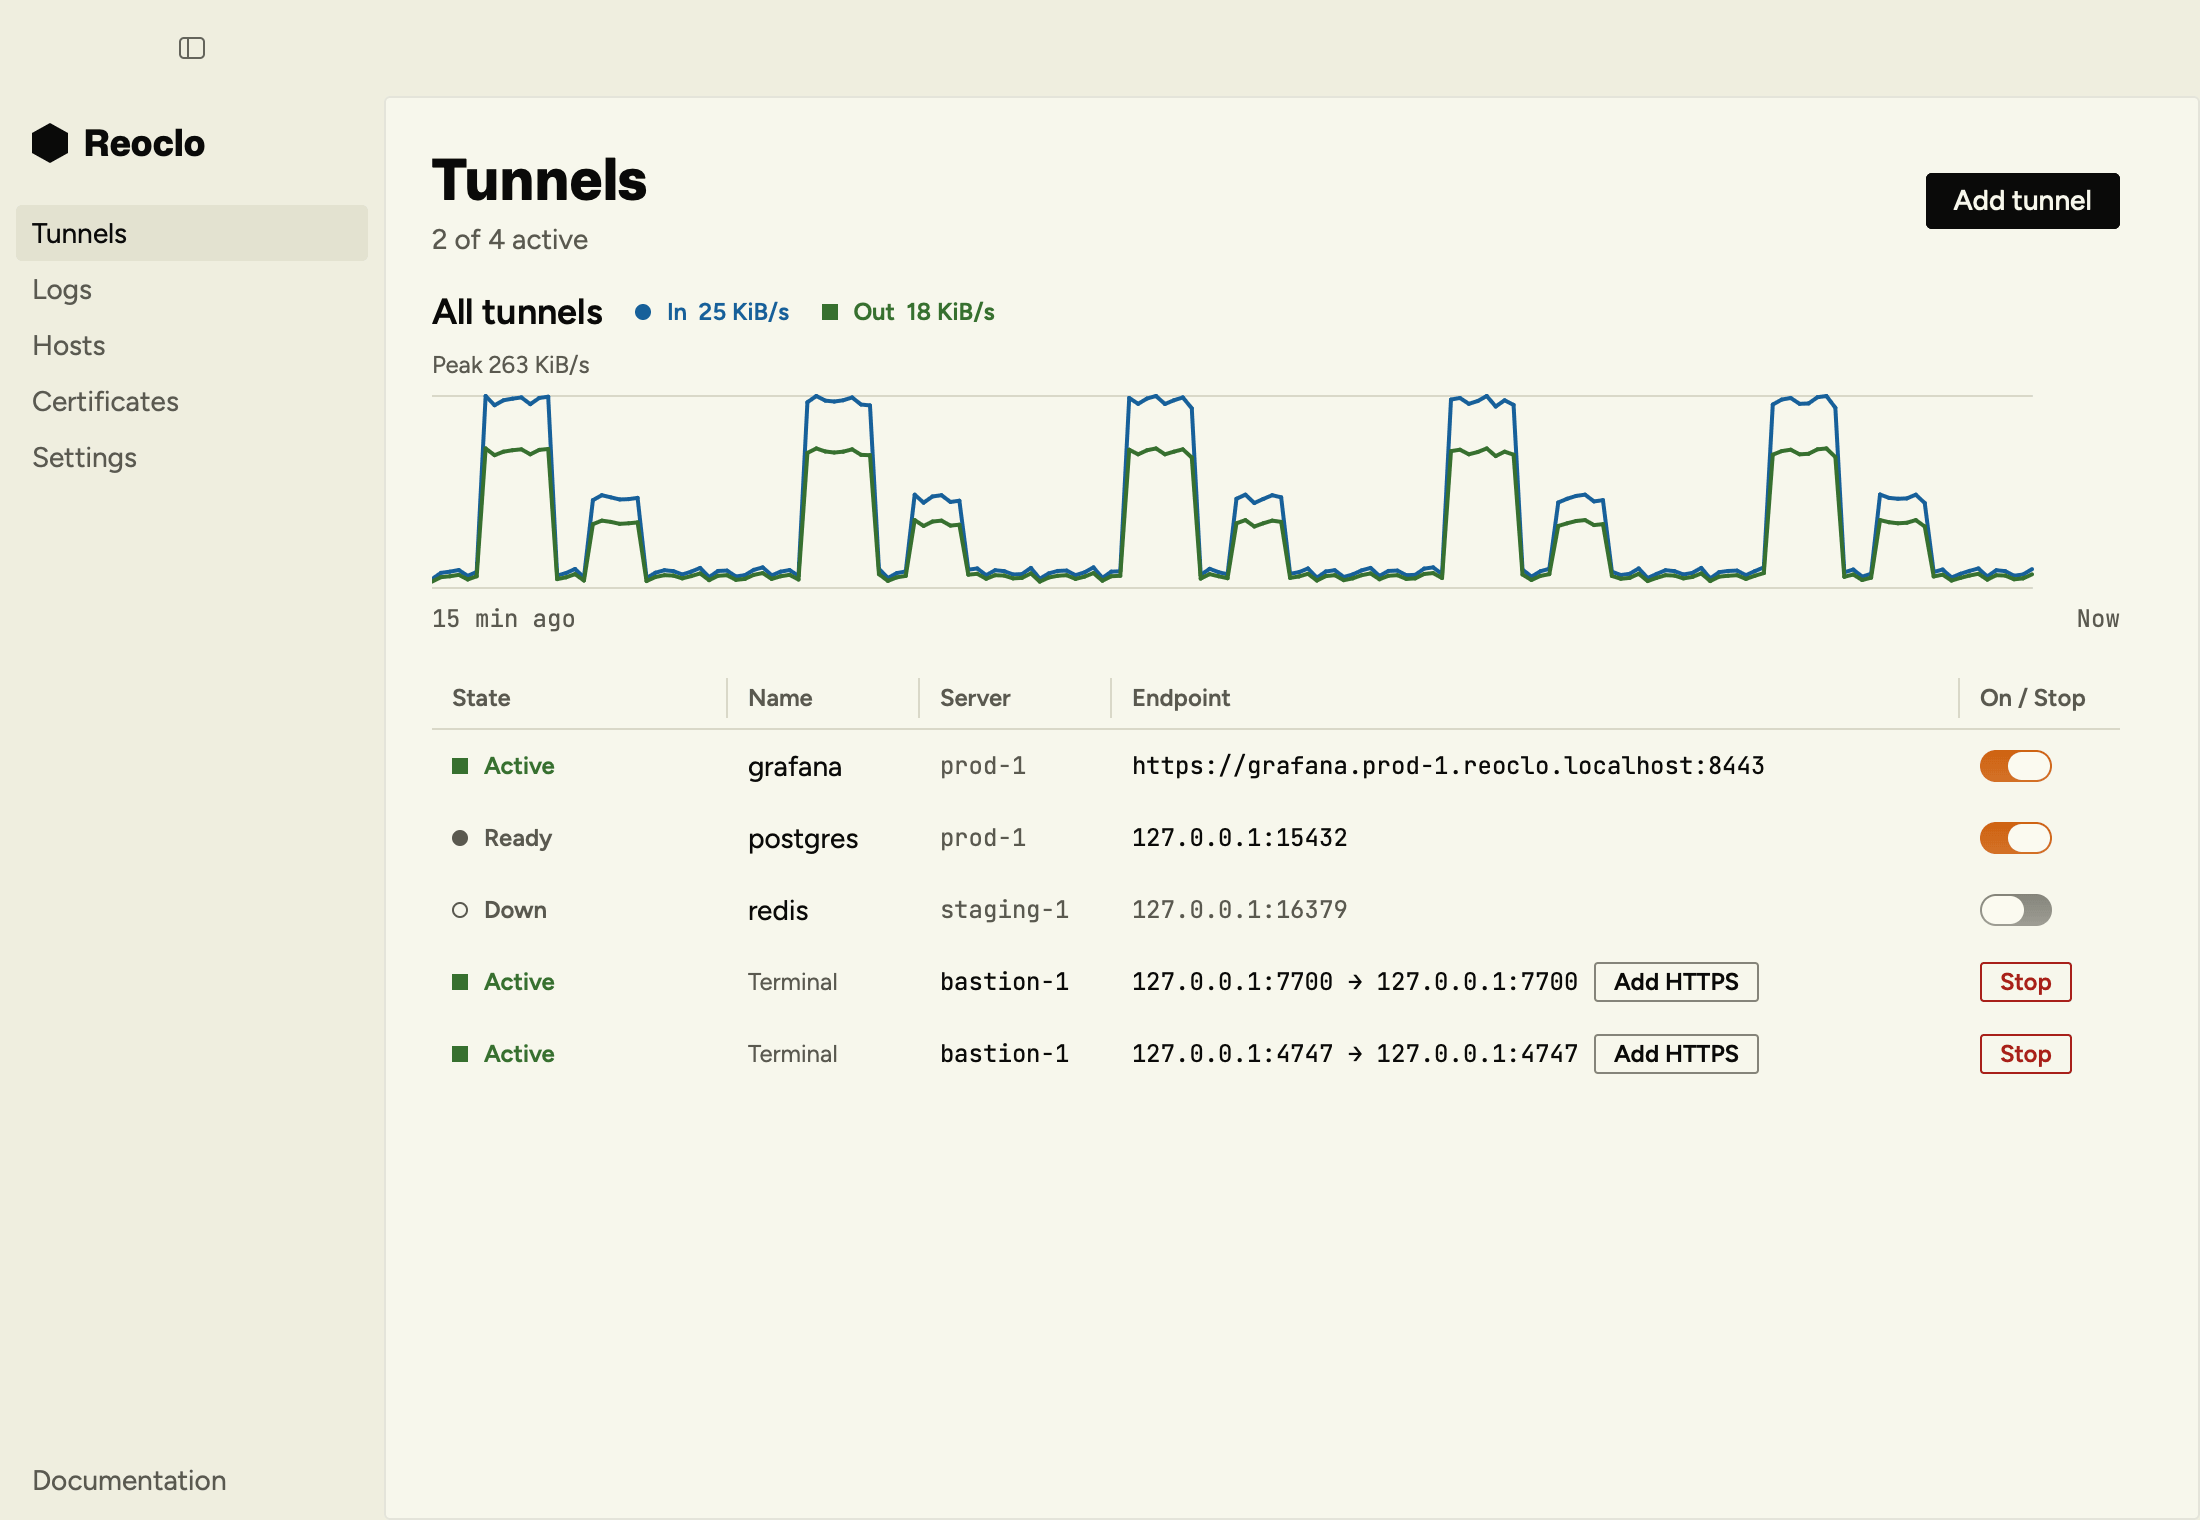 Reoclo
Tunnels
Logs
Hosts
Certificates
Settings
Documentation
Tunnels
2 of 4 active
Add tunnel
All tunnels In 25 KiB/s Out 18 KiB/s
Peak 263 KiB/s
15 min ago Now
State Name Server Endpoint On / Stop
Active grafana prod-1 https://grafana.prod-1.reoclo.localhost:8443
Ready postgres prod-1 127.0.0.1:15432
Down redis staging-1 127.0.0.1:16379
Active Terminal bastion-1 127.0.0.1:7700 → 127.0.0.1:7700 Add HTTPS Stop
Active Terminal bastion-1 127.0.0.1:4747 → 127.0.0.1:4747 Add HTTPS Stop